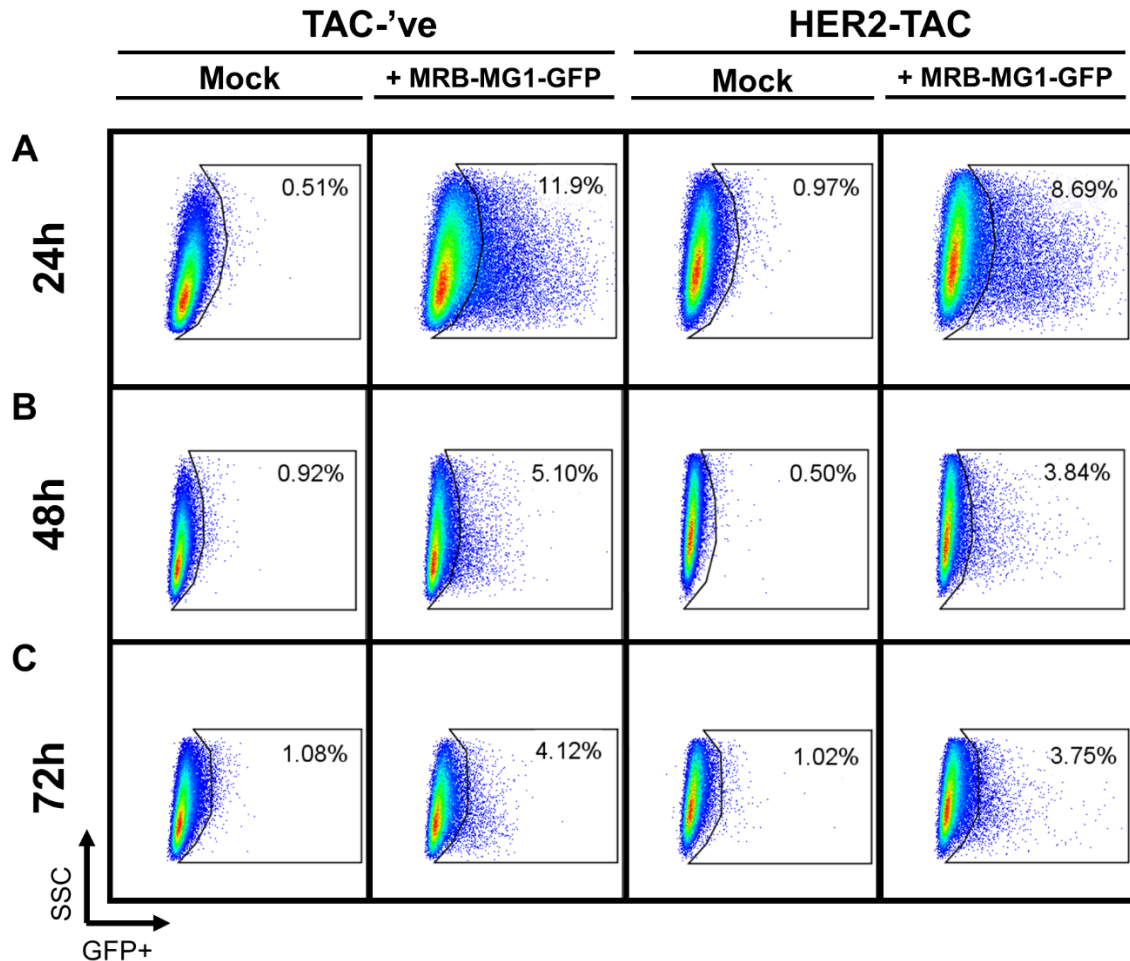 TAC-’ve HER2-TAC
Mock + MRB-MG1-GFP Mock + MRB-MG1-GFP
A
24h
0.51% 11.9% 0.97% 8.69%
B
48h
0.92% 5.10% 0.50% 3.84%
C
72h
1.08% 4.12% 1.02% 3.75%
SSC
GFP+